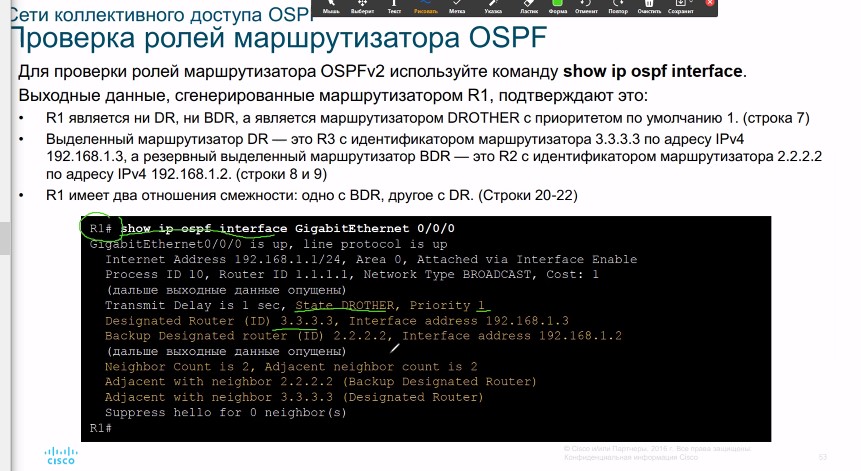 Мышь Выберит Текст Рисовать Метка Указка Ластик Форма Отменить Повтор Очистить Сохранит
Сети коллективного доступа OSPF
Проверка ролей маршрутизатора OSPF
Для проверки ролей маршрутизатора OSPFv2 используйте команду show ip ospf interface.
Выходные данные, сгенерированные маршрутизатором R1, подтверждают это:
• R1 является ни DR, ни BDR, а является маршрутизатором DROTHER с приоритетом по умолчанию 1. (строка 7)
• Выделенный маршрутизатор DR — это R3 с идентификатором маршрутизатора 3.3.3.3 по адресу IPv4
192.168.1.3, а резервный выделенный маршрутизатор BDR — это R2 с идентификатором маршрутизатора 2.2.2.2
по адресу IPv4 192.168.1.2. (строки 8 и 9)
• R1 имеет два отношения смежности: одно с BDR, другое с DR. (Строки 20-22)
R1# show ip ospf interface GigabitEthernet 0/0/0
GigabitEthernet0/0/0 is up, line protocol is up
Internet Address 192.168.1.1/24, Area 0, Attached via Interface Enable
Process ID 10, Router ID 1.1.1.1, Network Type BROADCAST, Cost: 1
(дальше выходные данные опущены)
Transmit Delay is 1 sec, State DROTHER, Priority 1
Designated Router (ID) 3.3.3.3, Interface address 192.168.1.3
Backup Designated router (ID) 2.2.2.2, Interface address 192.168.1.2
(дальше выходные данные опущены)
Neighbor Count is 2, Adjacent neighbor count is 2
Adjacent with neighbor 2.2.2.2 (Backup Designated Router)
Adjacent with neighbor 3.3.3.3 (Designated Router)
Suppress hello for 0 neighbor(s)
R1#
CISCO
© Cisco и/или Партнеры, 2016 г. Все права защищены.
Конфиденциальная информация Cisco
53